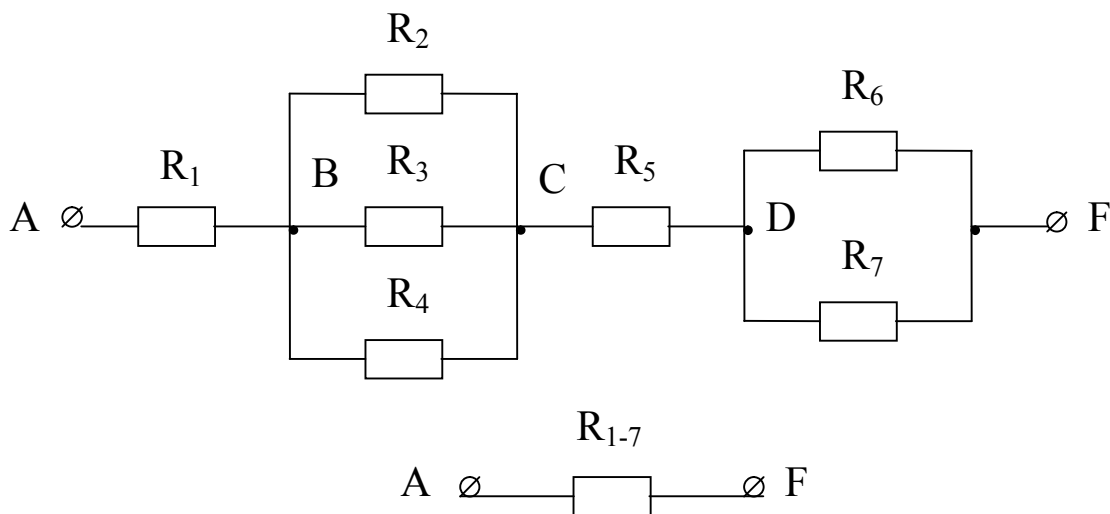 R₂
R₆
R₁ B R₃ C R₅
A D F
R₇
R₄
R₁₋₇
A F